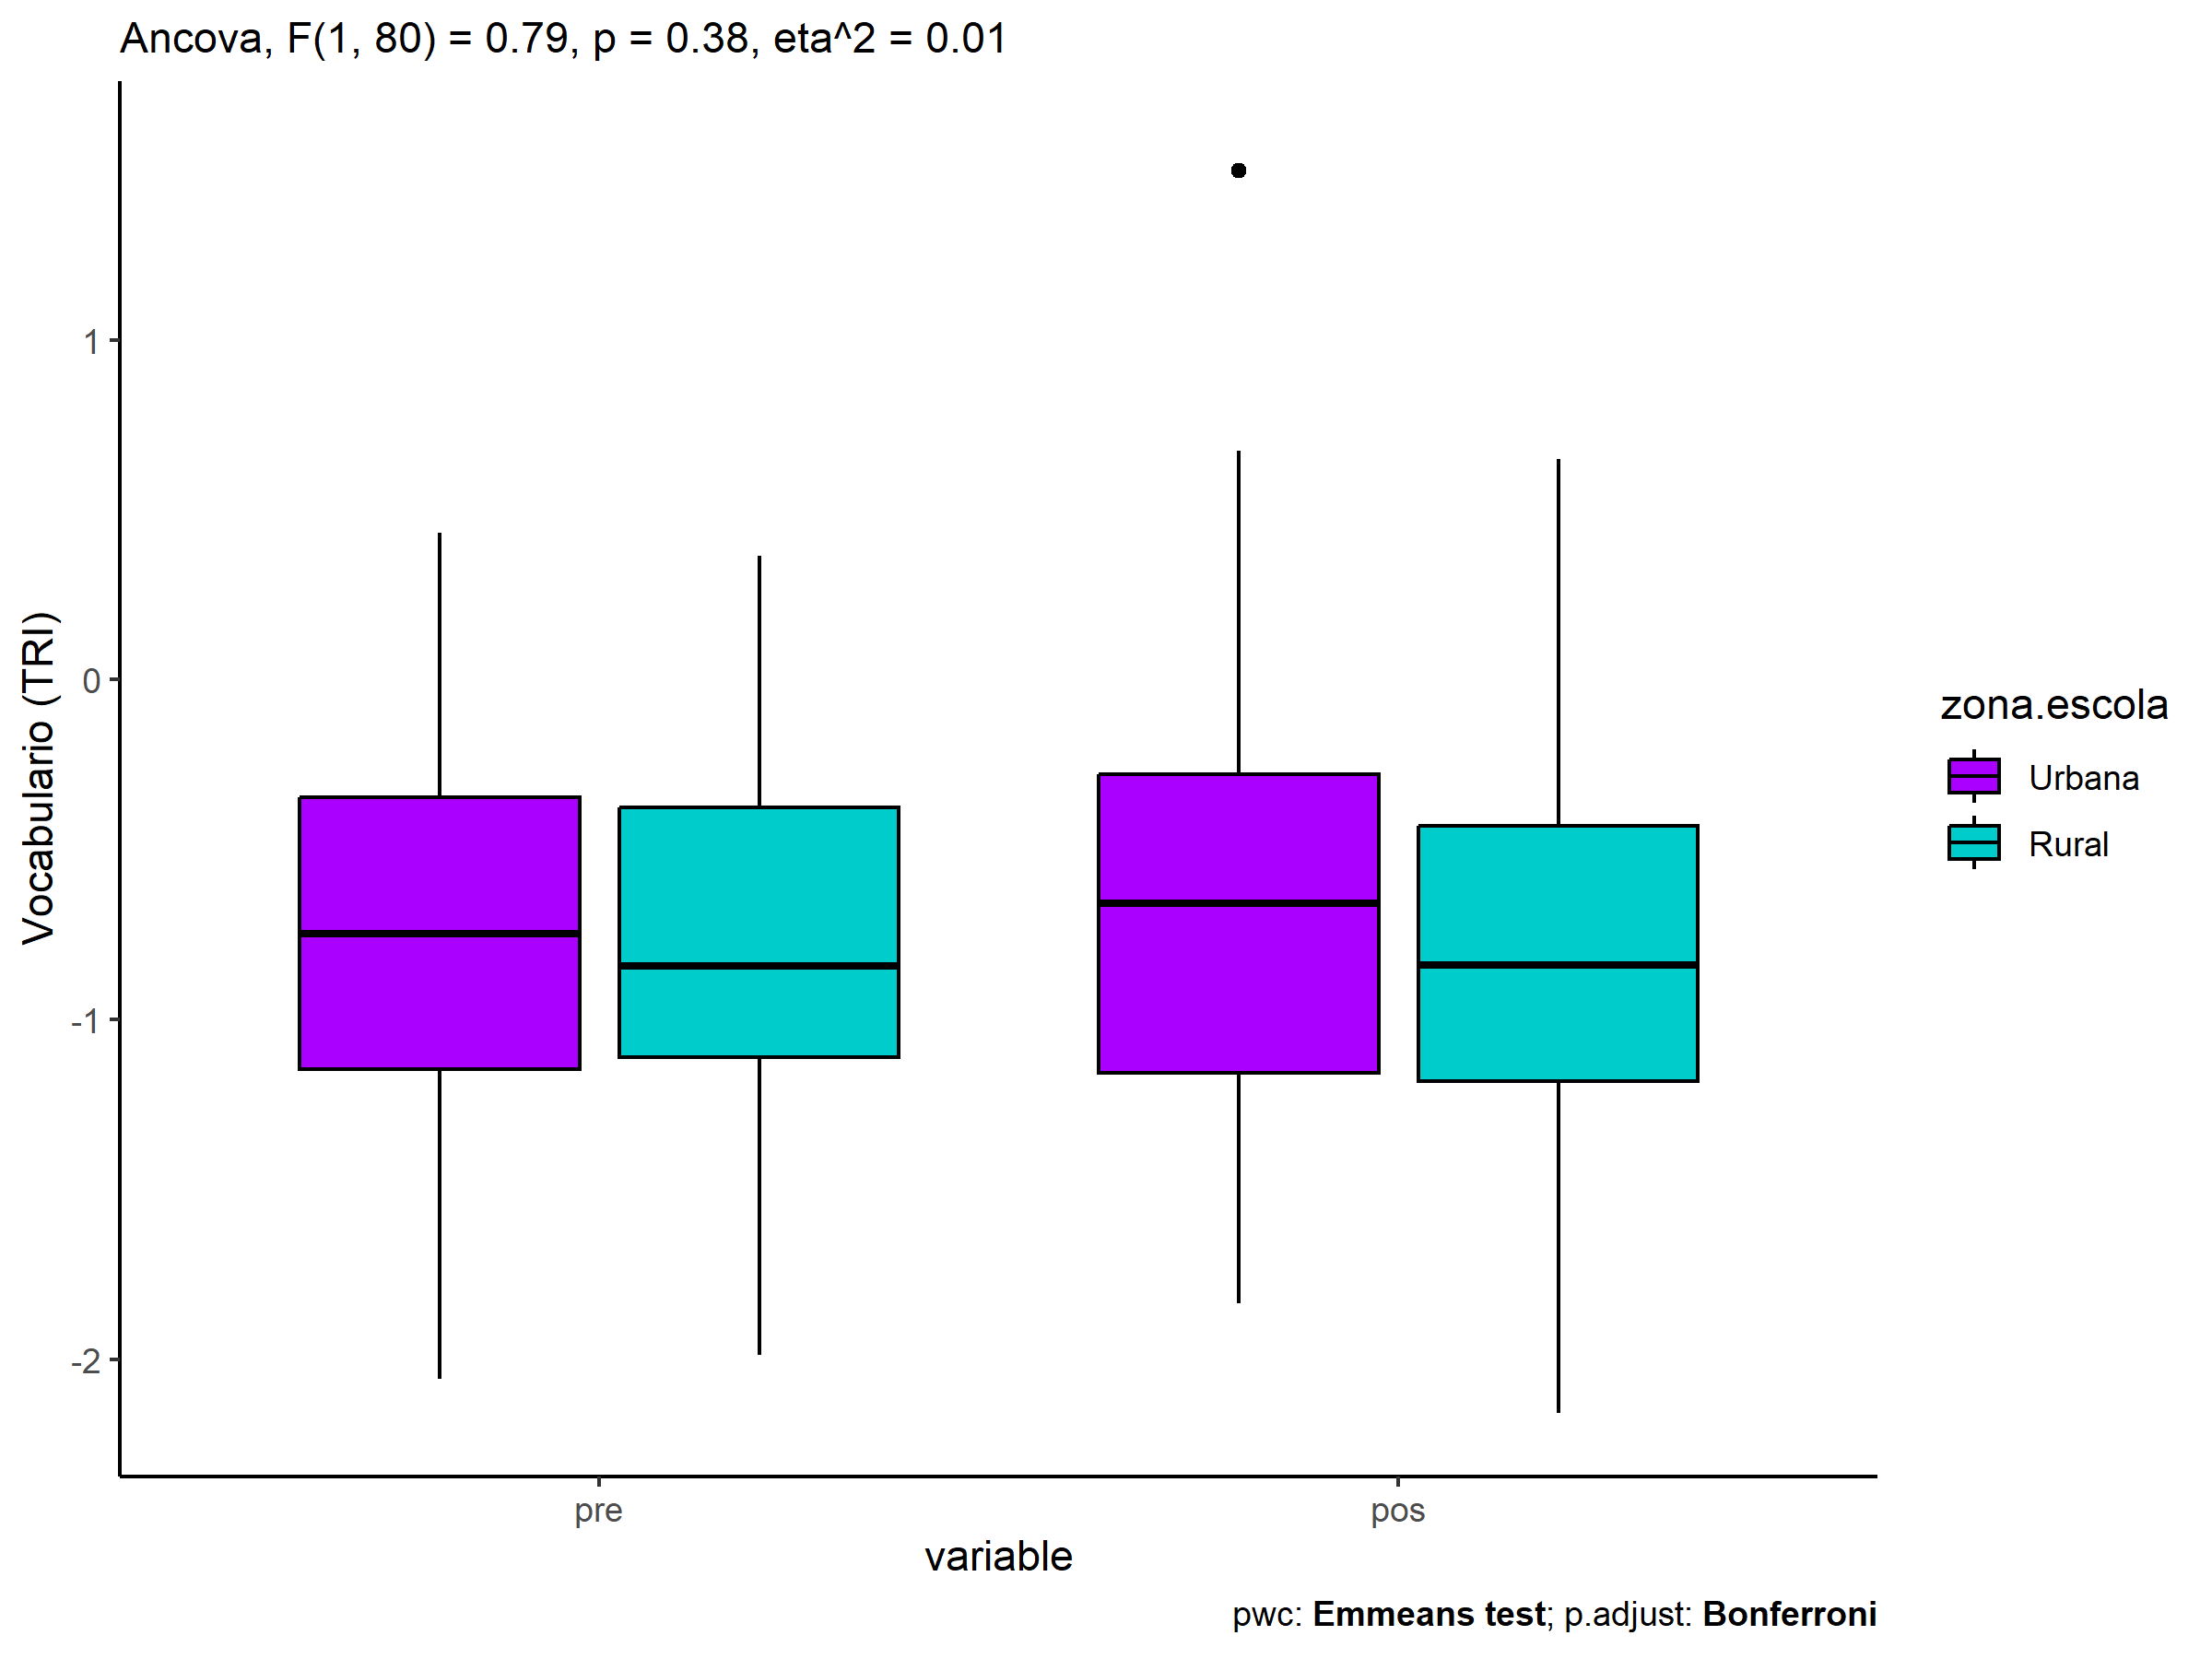 Ancova, F(1, 80) = 0.79, p = 0.38, eta^2 = 0.01
Vocabulario (TRI)
1
0
-1
-2
pre
pos
variable
zona.escola
Urbana
Rural
pwc: Emmeans test; p.adjust: Bonferroni